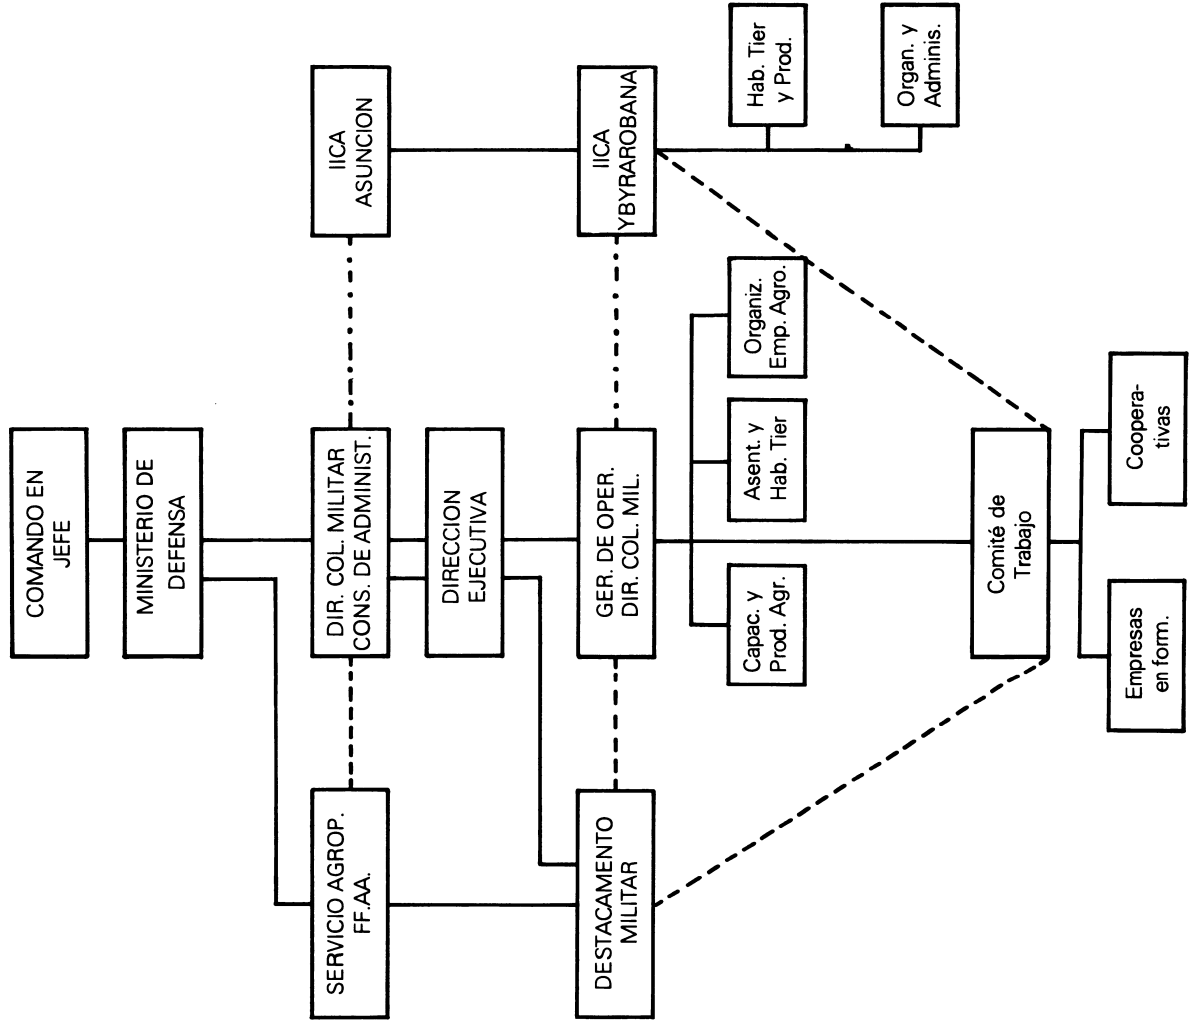 COMANDO EN
JEFE
MINISTERIO DE
DEFENSA
SERVICIO AGROP.
FF.AA.
DIR. COL. MILITAR
CONS. DE ADMINIST.
IICA
ASUNCION
DIRECCION
EJECUTIVA
DESTACAMENTO
MILITAR
GER. DE OPER.
DIR. COL. MIL.
IICA
YBYRAROBANA
Capac. y
Prod. Agr.
Asent. y
Hab. Tier
Organiz.
Emp. Agro.
Hab. Tier
y Prod.
Organ. y
Adminis.
Comité de
Trabajo
Empresas
en form.
Coopera-
tivas